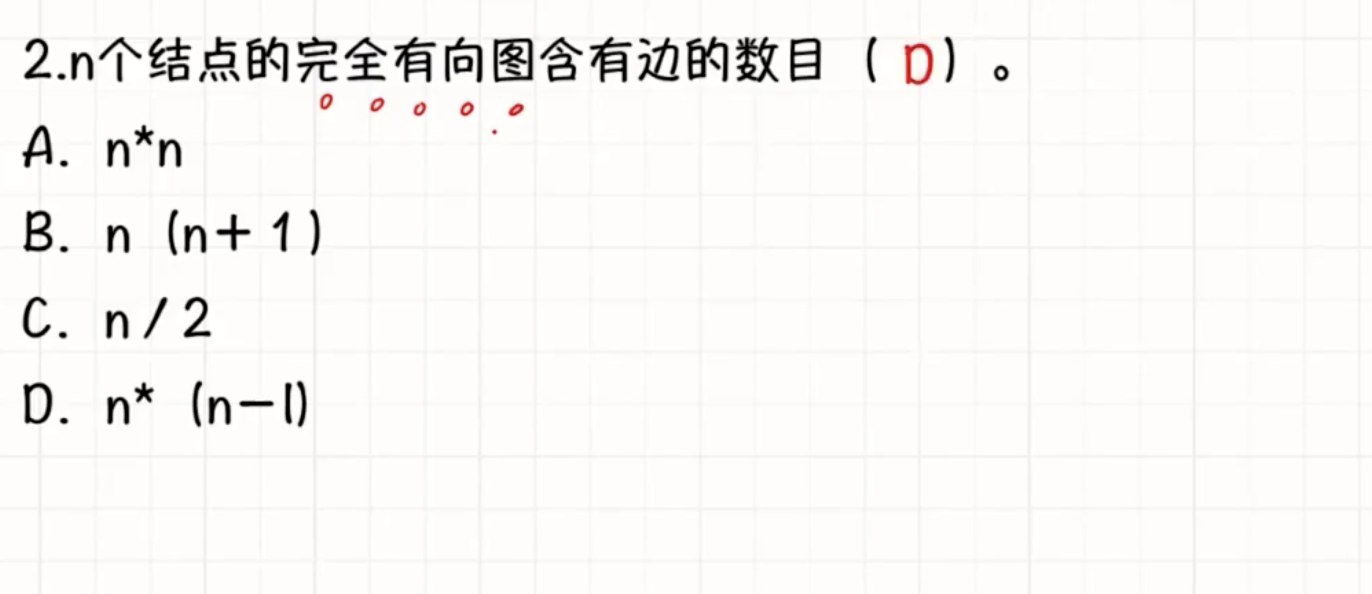 2.n个结点的完全有向图含有边的数目（D）。
A. n*n
B. n（n+1）
C. n/2
D. n*（n-l）